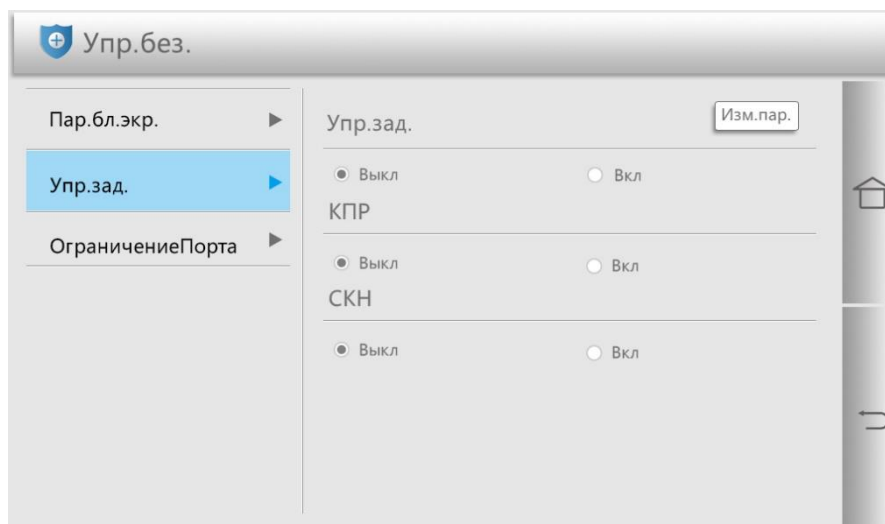 Упр.без.
Пар.бл.экр.
Упр.зад.
ОграничениеПорта
Упр.зад.
Изм.пар.
Выкл
Вкл
КПР
Выкл
Вкл
СКН
Выкл
Вкл